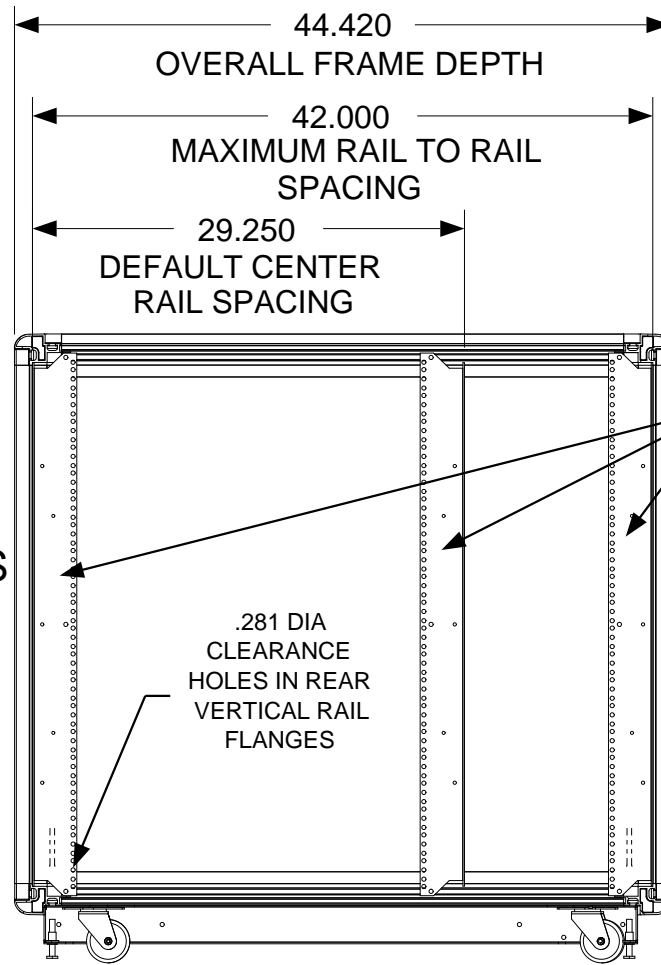 44.420
OVERALL FRAME DEPTH
42.000
MAXIMUM RAIL TO RAIL
SPACING
29.250
DEFAULT CENTER
RAIL SPACING
S
.281 DIA
CLEARANCE
HOLES IN REAR
VERTICAL RAIL
FLANGES